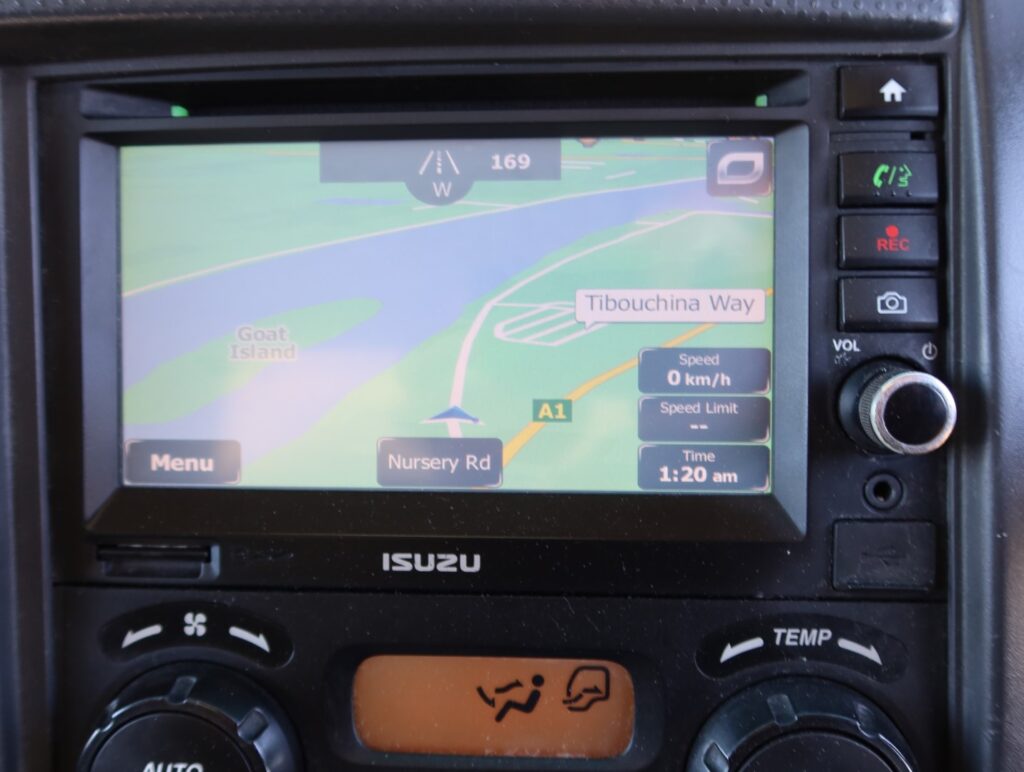 169
W
Tibouchina Way
Goat
Island
Speed
0 km/h
A1
Speed Limit
--
Menu
Nursery Rd
Time
1:20 am
REC
VOL
ISUZU
TEMP
AUTO